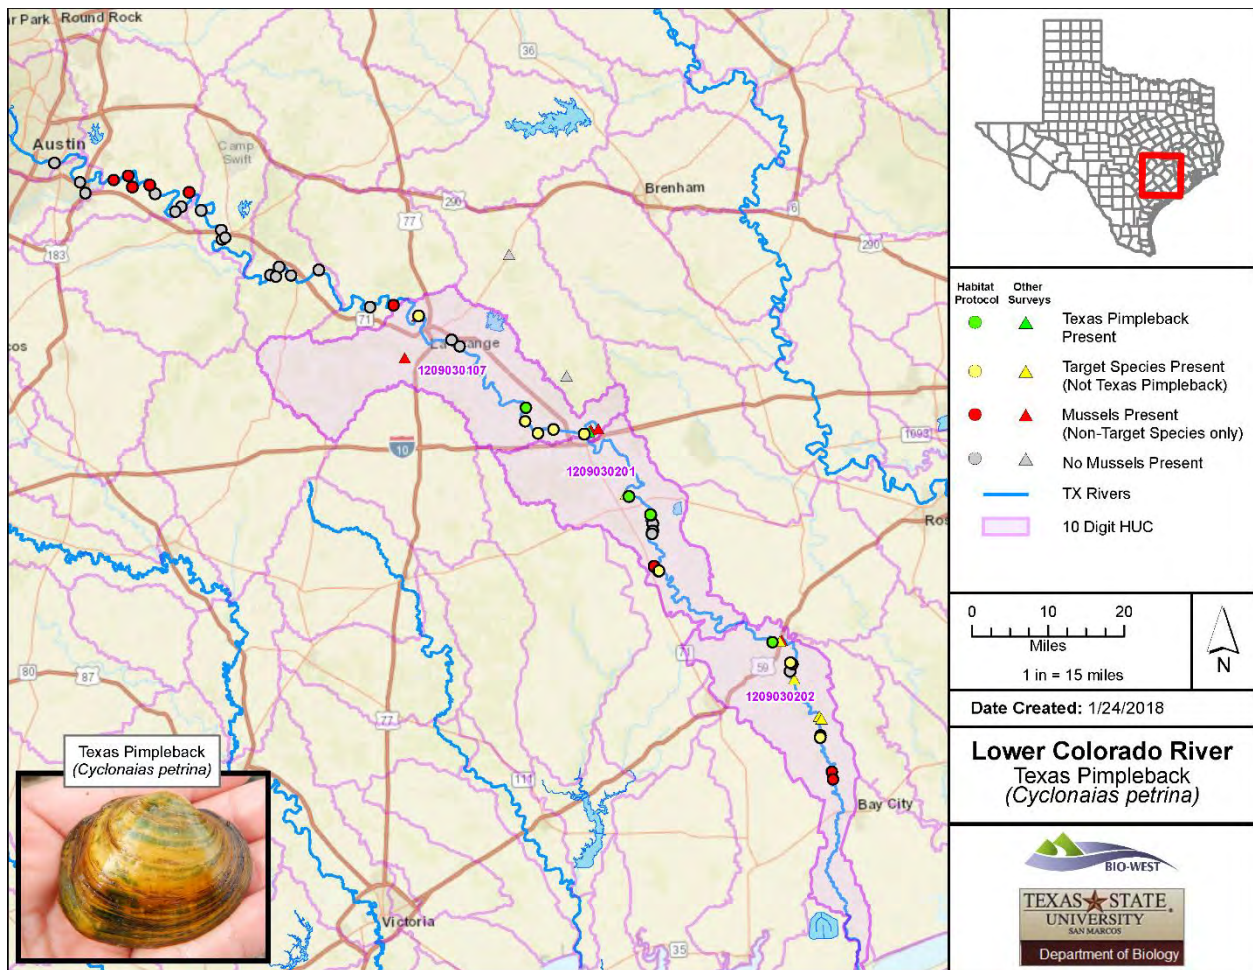 ar Park
Round Rock
36
Austin
Camp
Swift
Brenham
77
290
6
290
183
71
cos
La Grange
1209030107
10
1093
1209030201
Ros
71
59
80
87
1209030202
77
111
Bay City
Victoria
35
Texas Pimpleback
(Cyclonaias petrina)
Habitat
Protocol
Other
Surveys
Texas Pimpleback
Present
Target Species Present
(Not Texas Pimpleback)
Mussels Present
(Non-Target Species only)
No Mussels Present
TX Rivers
10 Digit HUC
0 10 20
Miles
1 in = 15 miles
N
Date Created: 1/24/2018
Lower Colorado River
Texas Pimpleback
(Cyclonaias petrina)
BIO-WEST
TEXAS STATE
UNIVERSITY
SAN MARCOS
Department of Biology